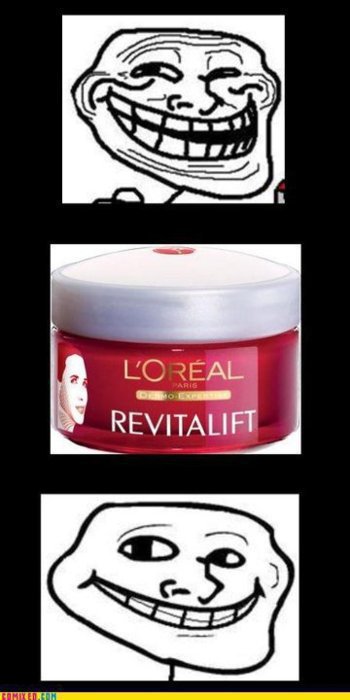 L'ORÉAL
PARIS
DERMO-EXPERTISE
REVITALIFT
COMIXED.COM